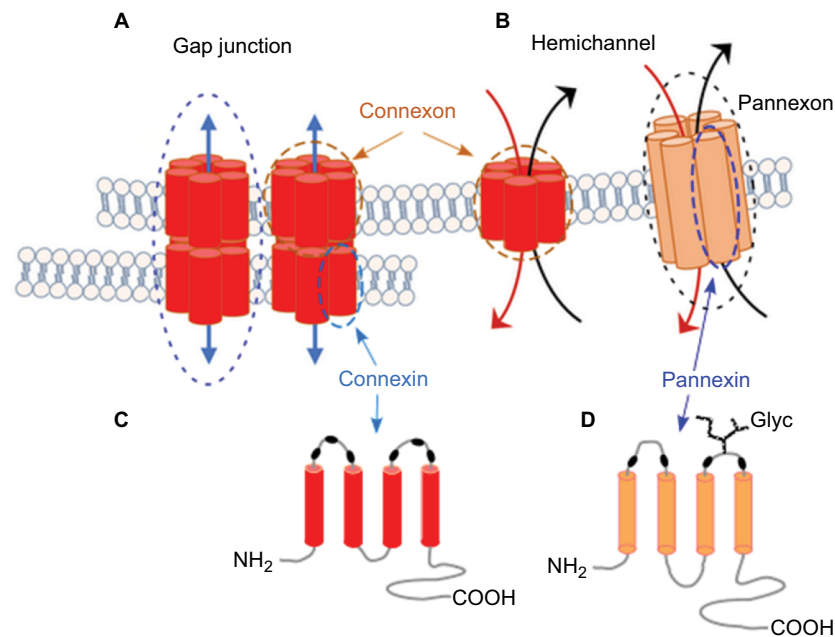 A
Gap junction
B
Hemichannel
Connexon
Pannexon
Connexin
Pannexin
C
NH2
COOH
D
Glyc
NH2
COOH